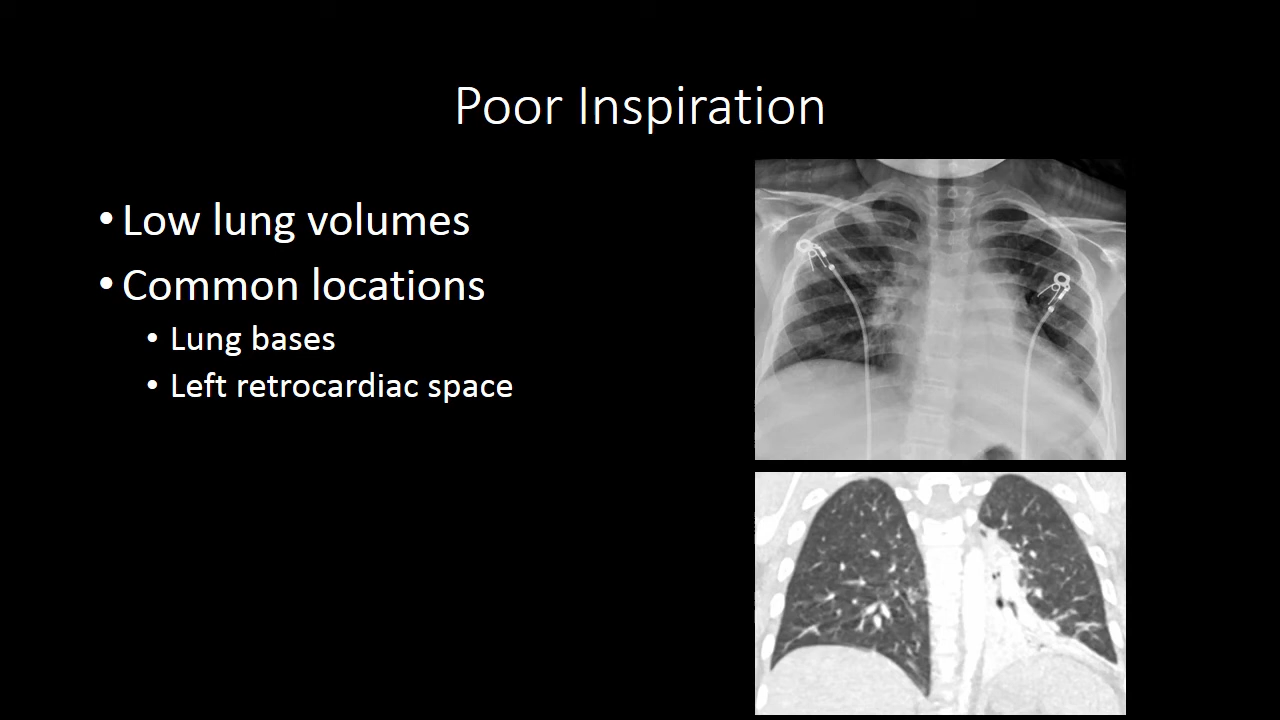 Poor Inspiration
• Low lung volumes
• Common locations
• Lung bases
• Left retrocardiac space